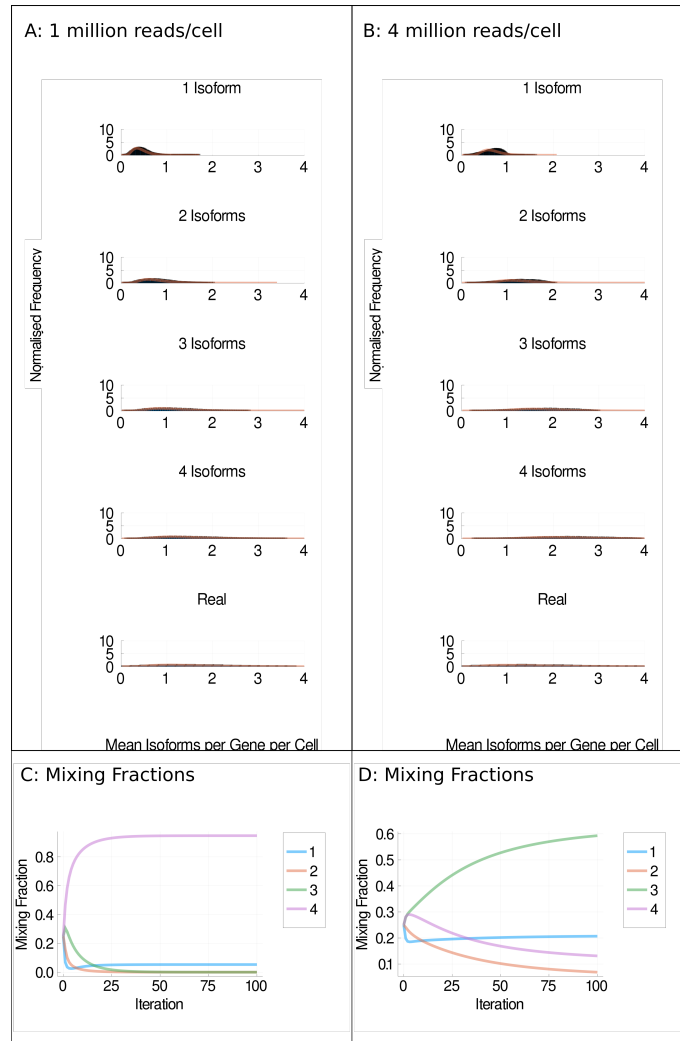 A: 1 million reads/cell
1 Isoform
10
5
0
0 1 2 3 4
2 Isoforms
10
5
0
0 1 2 3 4
3 Isoforms
10
5
0
0 1 2 3 4
4 Isoforms
10
5
0
0 1 2 3 4
Real
10
5
0
0 1 2 3 4
Normalised Frequency
Mean Isoforms per Gene per Cell
B: 4 million reads/cell
1 Isoform
10
5
0
0 1 2 3 4
2 Isoforms
10
5
0
0 1 2 3 4
3 Isoforms
10
5
0
0 1 2 3 4
4 Isoforms
10
5
0
0 1 2 3 4
Real
10
5
0
0 1 2 3 4
Normalised Frequency
Mean Isoforms per Gene per Cell
C: Mixing Fractions
Mixing Fraction
0.8
0.6
0.4
0.2
0.0
0 25 50 75 100
Iteration
1
2
3
4
D: Mixing Fractions
Mixing Fraction
0.6
0.5
0.4
0.3
0.2
0.1
0 25 50 75 100
Iteration
1
2
3
4